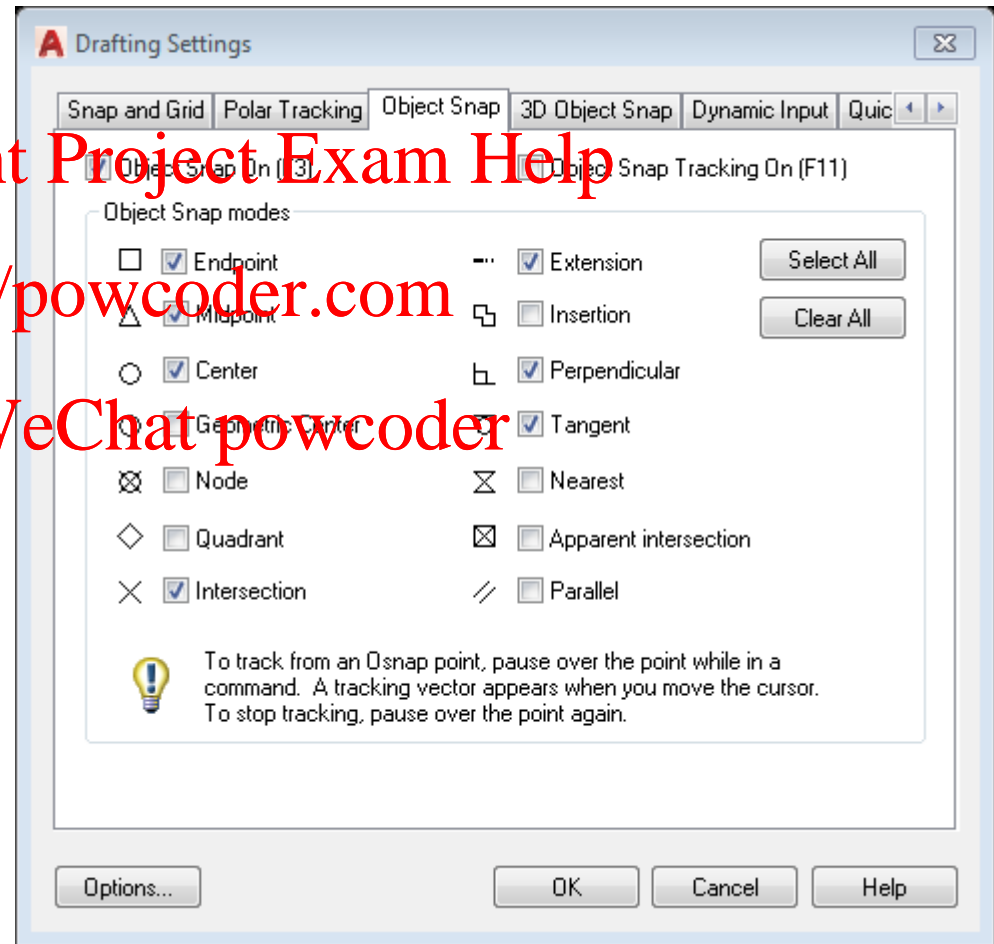 Drafting Settings
Snap and Grid Polar Tracking Object Snap 3D Object Snap Dynamic Input Quic
t Project Exam Help
Object Snap On (F3) Object Snap Tracking On (F11)
Object Snap modes
Endpoint Extension Select All
/powcoder.com
Midpoint Insertion Clear All
Center Perpendicular
eChat powcoder
Geometric Center Tangent
Node Nearest
Quadrant Apparent intersection
Intersection Parallel
To track from an Osnap point, pause over the point while in a
command. A tracking vector appears when you move the cursor.
To stop tracking, pause over the point again.
Options... OK Cancel Help